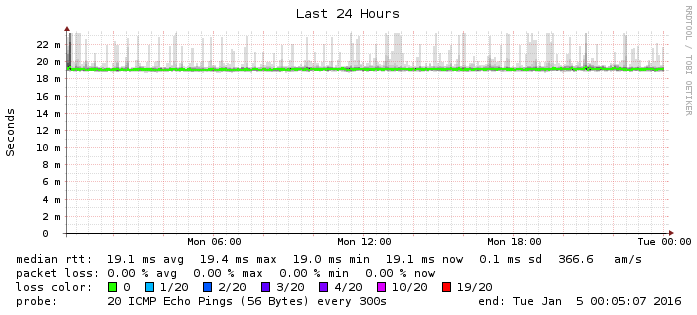 Last 24 Hours
RRDTOOL / TOBI OETIKER
Seconds
22 m
20 m
18 m
16 m
14 m
12 m
10 m
8 m
6 m
4 m
2 m
0
Mon 06:00 Mon 12:00 Mon 18:00 Tue 00:00
median rtt: 19.1 ms avg 19.4 ms max 19.0 ms min 19.1 ms now 0.1 ms sd 366.6 am/s
packet loss: 0.00 % avg 0.00 % max 0.00 % min 0.00 % now
loss color: 0 1/20 2/20 3/20 4/20 10/20 19/20
probe: 20 ICMP Echo Pings (56 Bytes) every 300s end: Tue Jan 5 00:05:07 2016